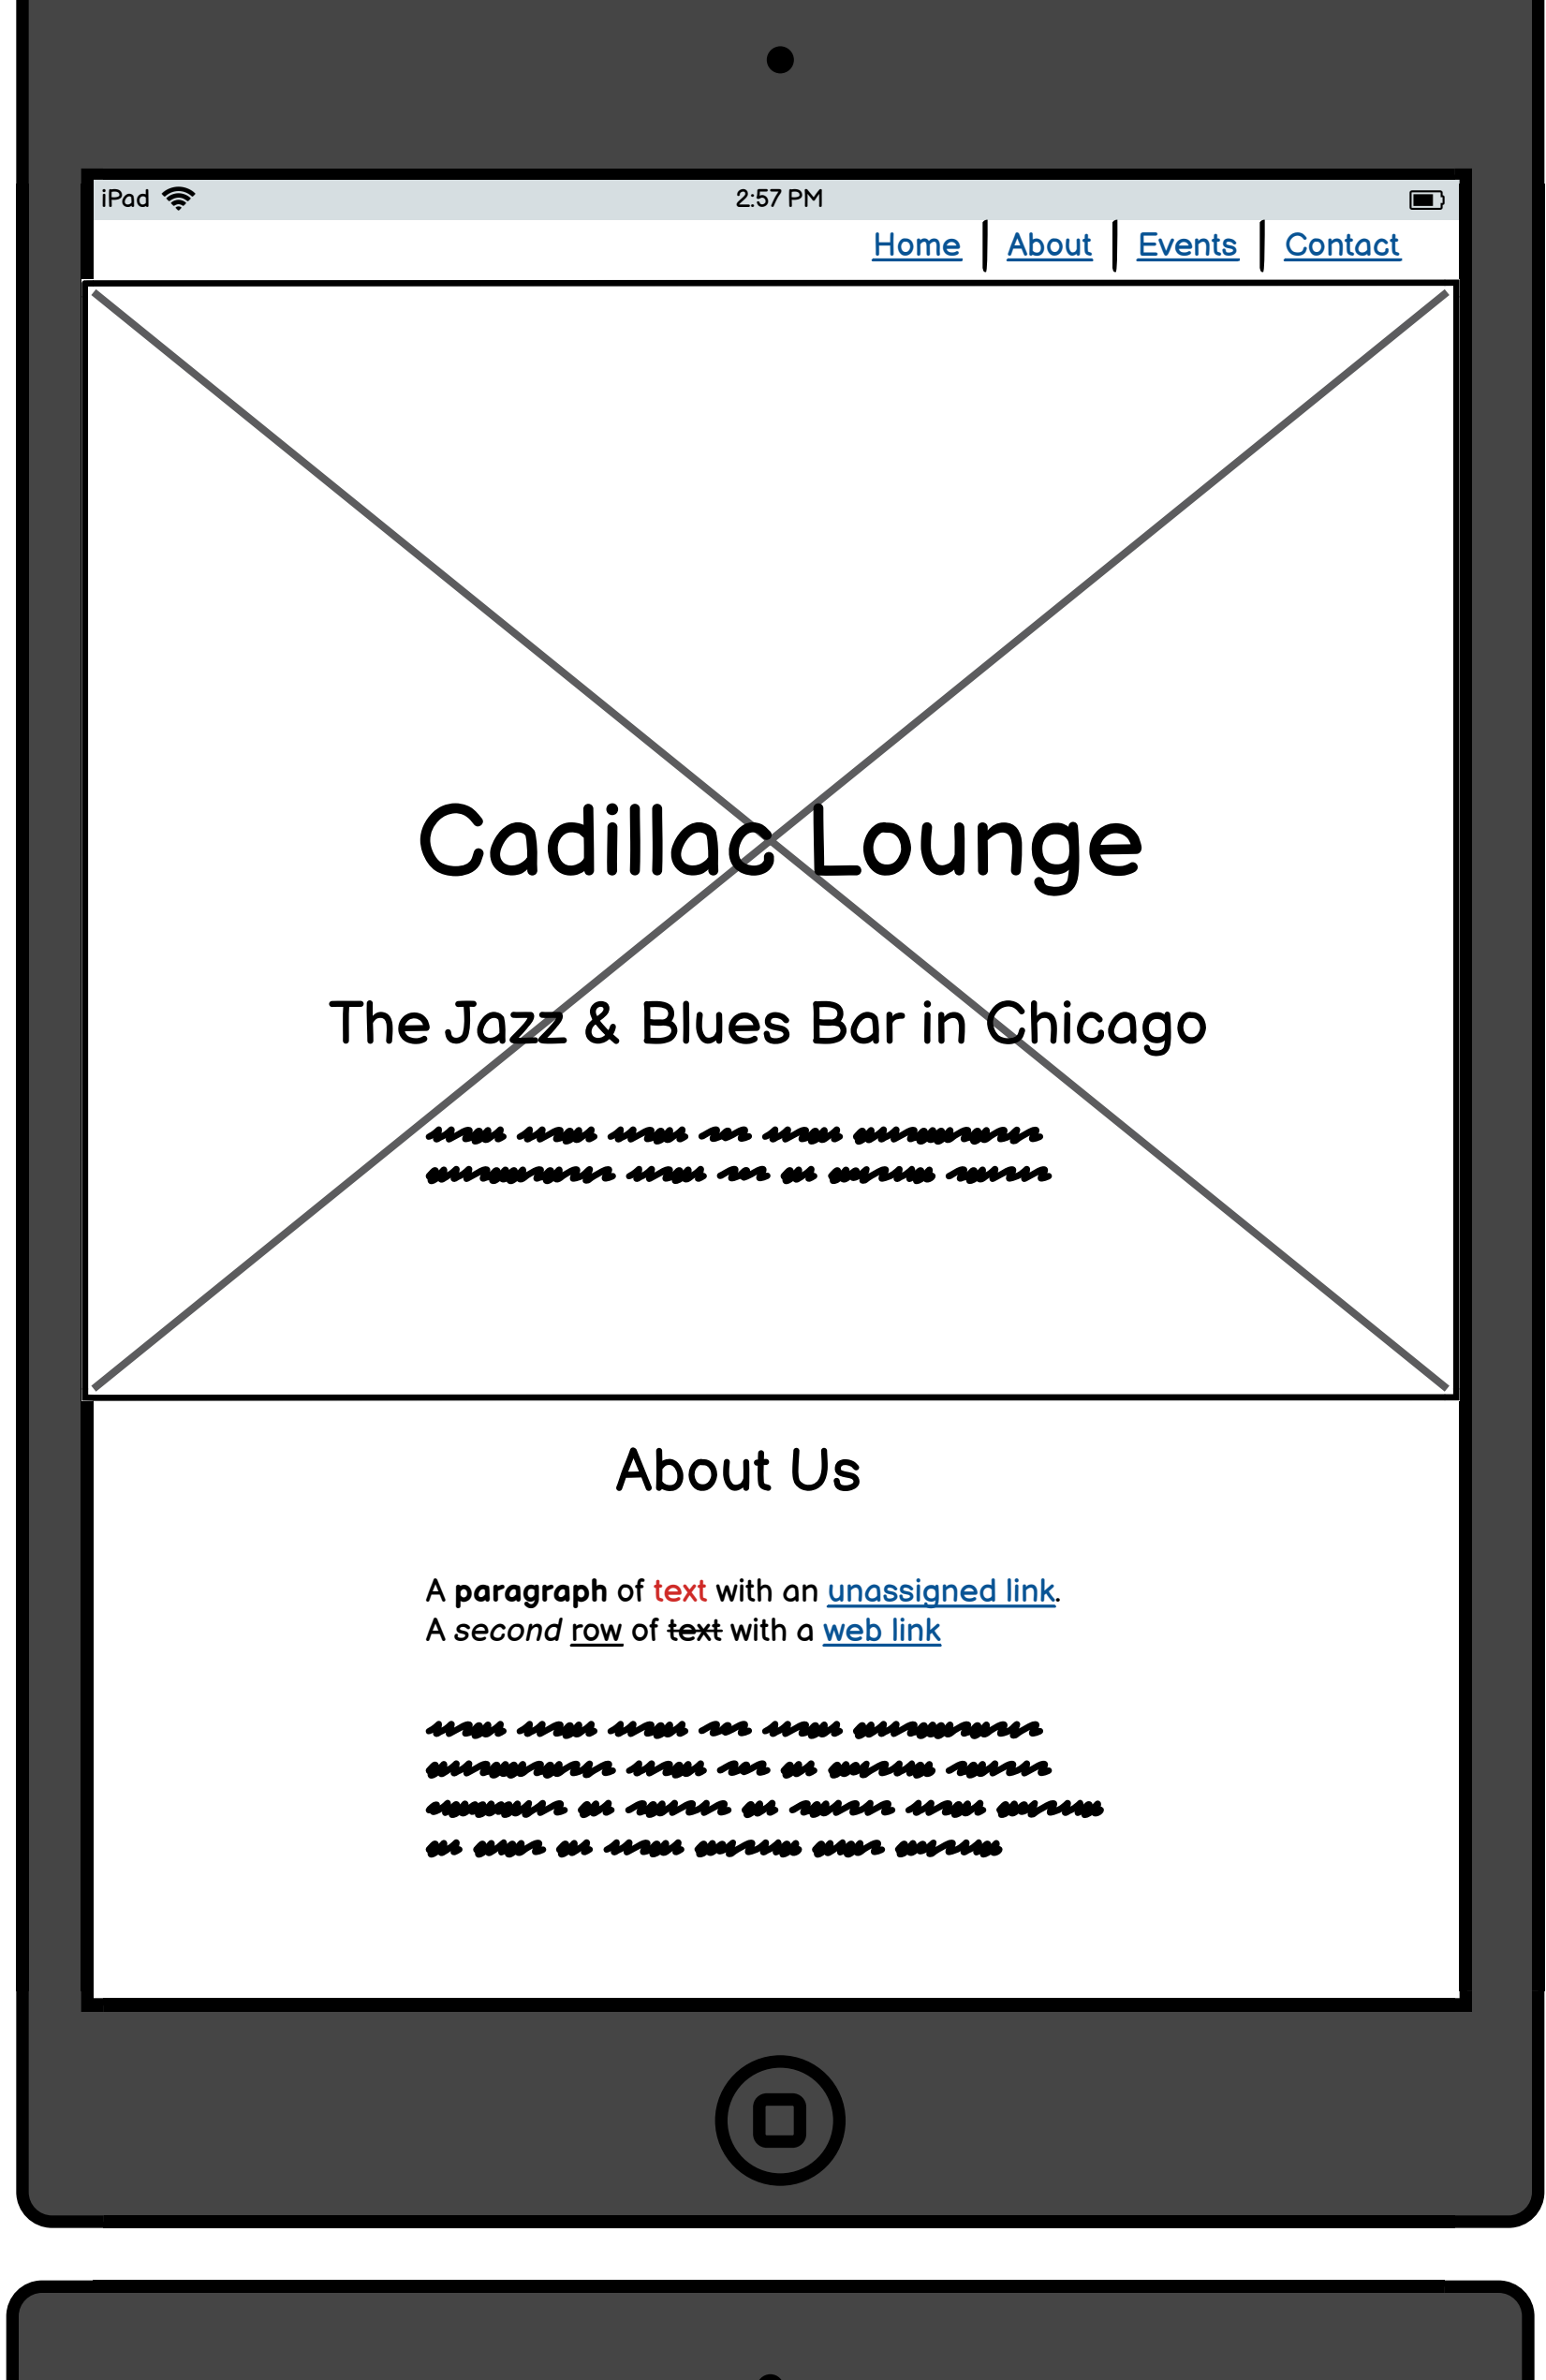 iPad 2:57 PM
Home About Events Contact
Cadillac Lounge
The Jazz & Blues Bar in Chicago
About Us
A paragraph of text with an unassigned link.
A second row of text with a web link